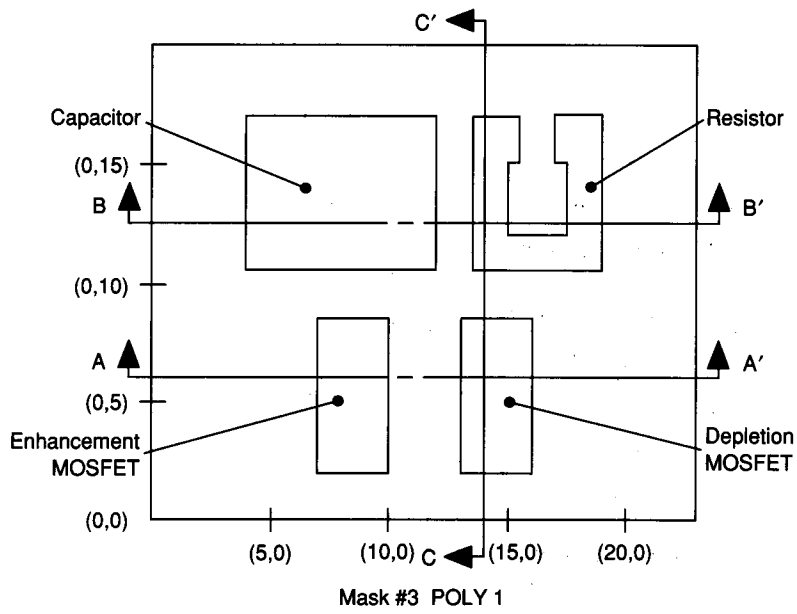 C′
Capacitor
Resistor
(0,15)
B
B′
(0,10)
A
A′
(0,5)
Enhancement
MOSFET
Depletion
MOSFET
(0,0)
(5,0)
(10,0)
C
(15,0)
(20,0)
Mask #3 POLY 1